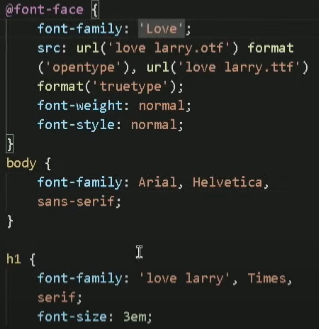 @font-face {
font-family: 'Love';
src: url('love larry.otf') format
('opentype'), url('love larry.ttf')
format('truetype');
font-weight: normal;
font-style: normal;
}
body {
font-family: Arial, Helvetica,
sans-serif;
}
h1 {
font-family: 'love larry', Times,
serif;
font-size: 3em;